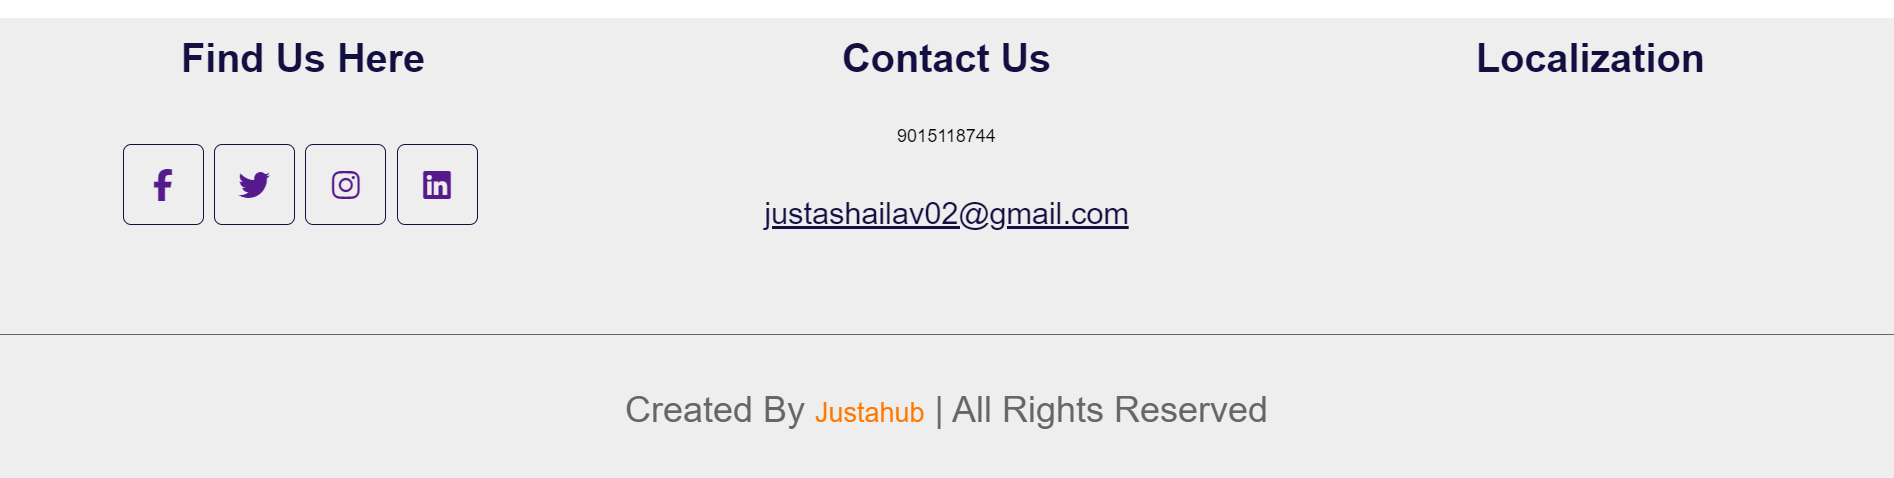 Find Us Here
Contact Us
Localization
9015118744
justashailav02@gmail.com
Created By Justahub | All Rights Reserved